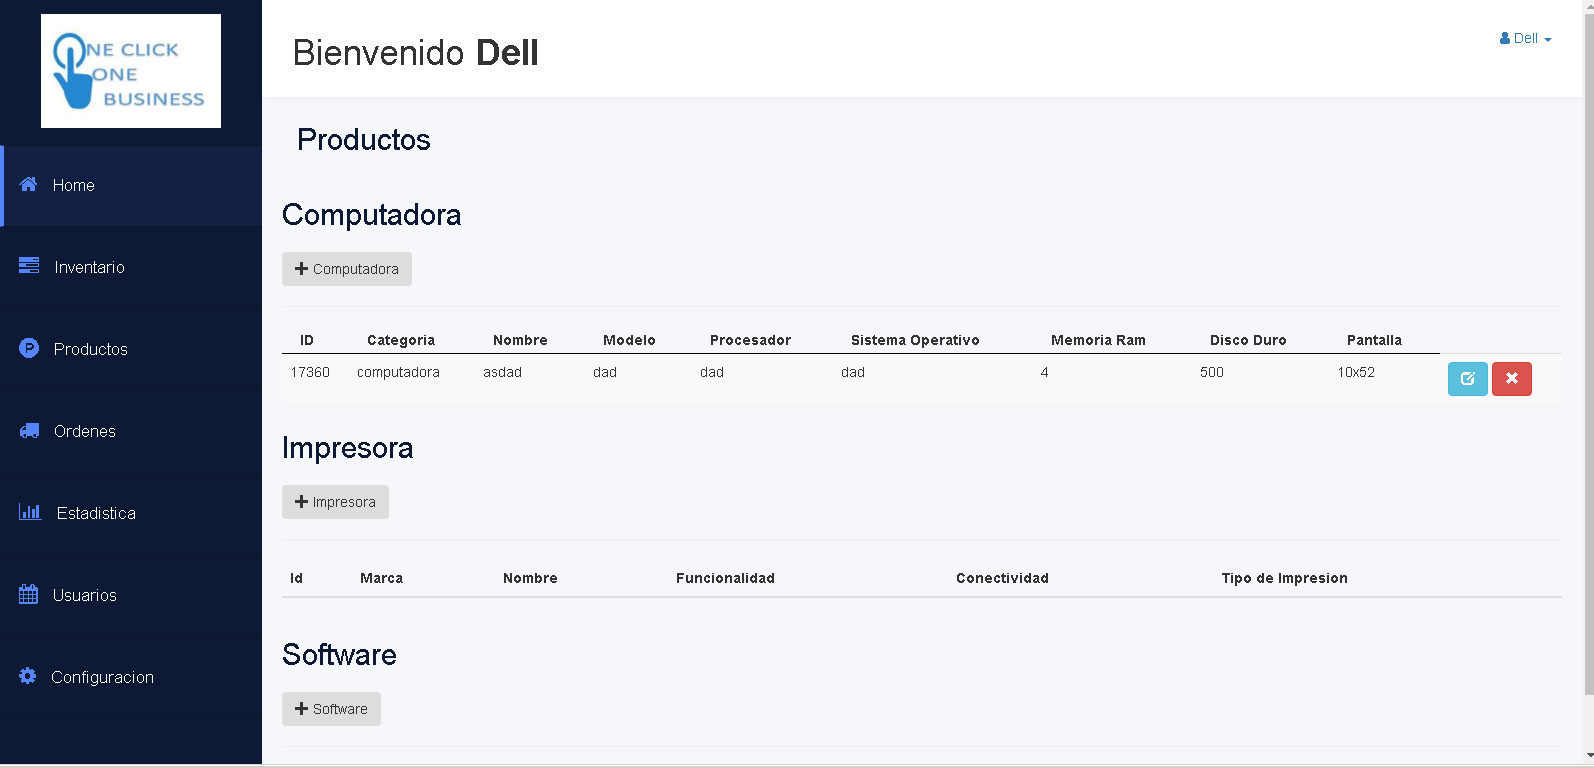 NE CLICK
ONE
BUSINESS
Bienvenido Dell
Dell
Home
Inventario
Productos
Ordenes
Estadistica
Usuarios
Configuracion
Productos
Computadora
Computadora
ID Categoria Nombre Modelo Procesador Sistema Operativo Memoria Ram Disco Duro Pantalla
17360 computadora asdad dad dad dad 4 500 10x52
Impresora
Impresora
Id Marca Nombre Funcionalidad Conectividad Tipo de Impresion
Software
Software